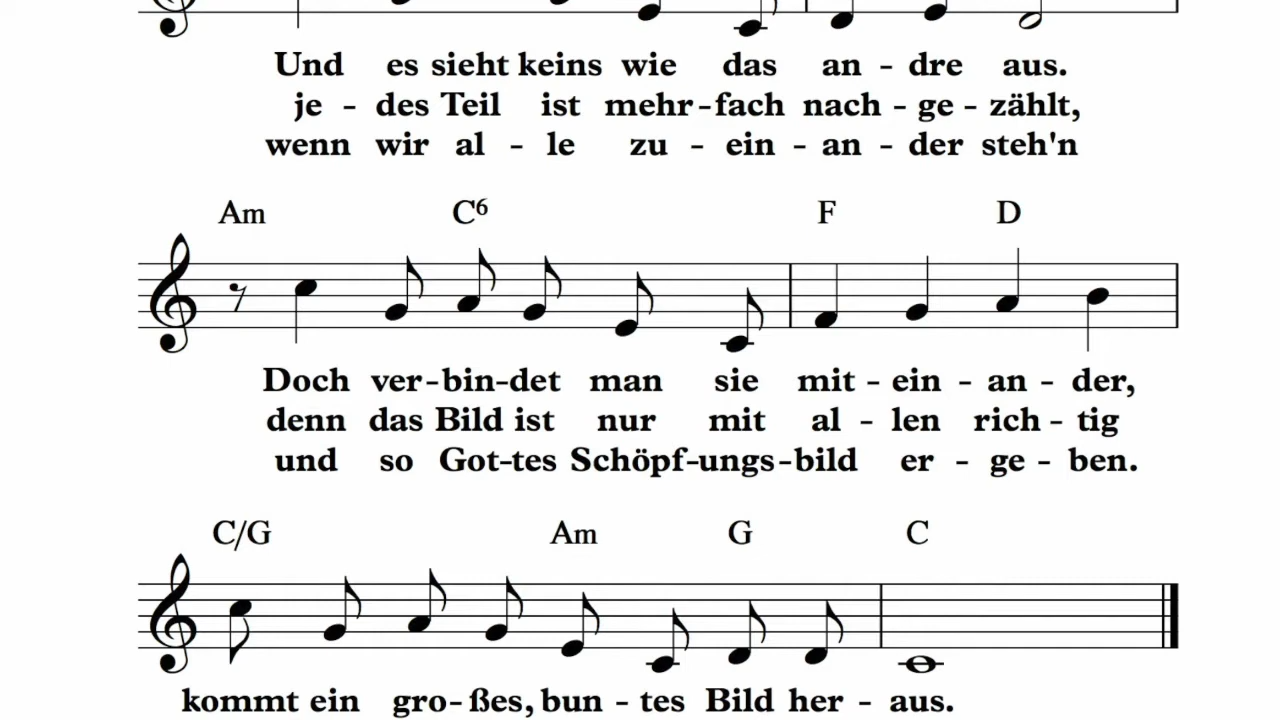 Und es sieht keins wie das an - dre aus.
je - des Teil ist mehr - fach nach - ge - zählt,
wenn wir al - le zu - ein - an - der steh'n
Am C6 F D
Doch ver - bin - det man sie mit - ein - an - der,
denn das Bild ist nur mit al - len rich - tig
und so Got - tes Schöpf - ungs - bild er - ge - ben.
C/G Am G C
kommt ein gro - ßes, bun - tes Bild her - aus.